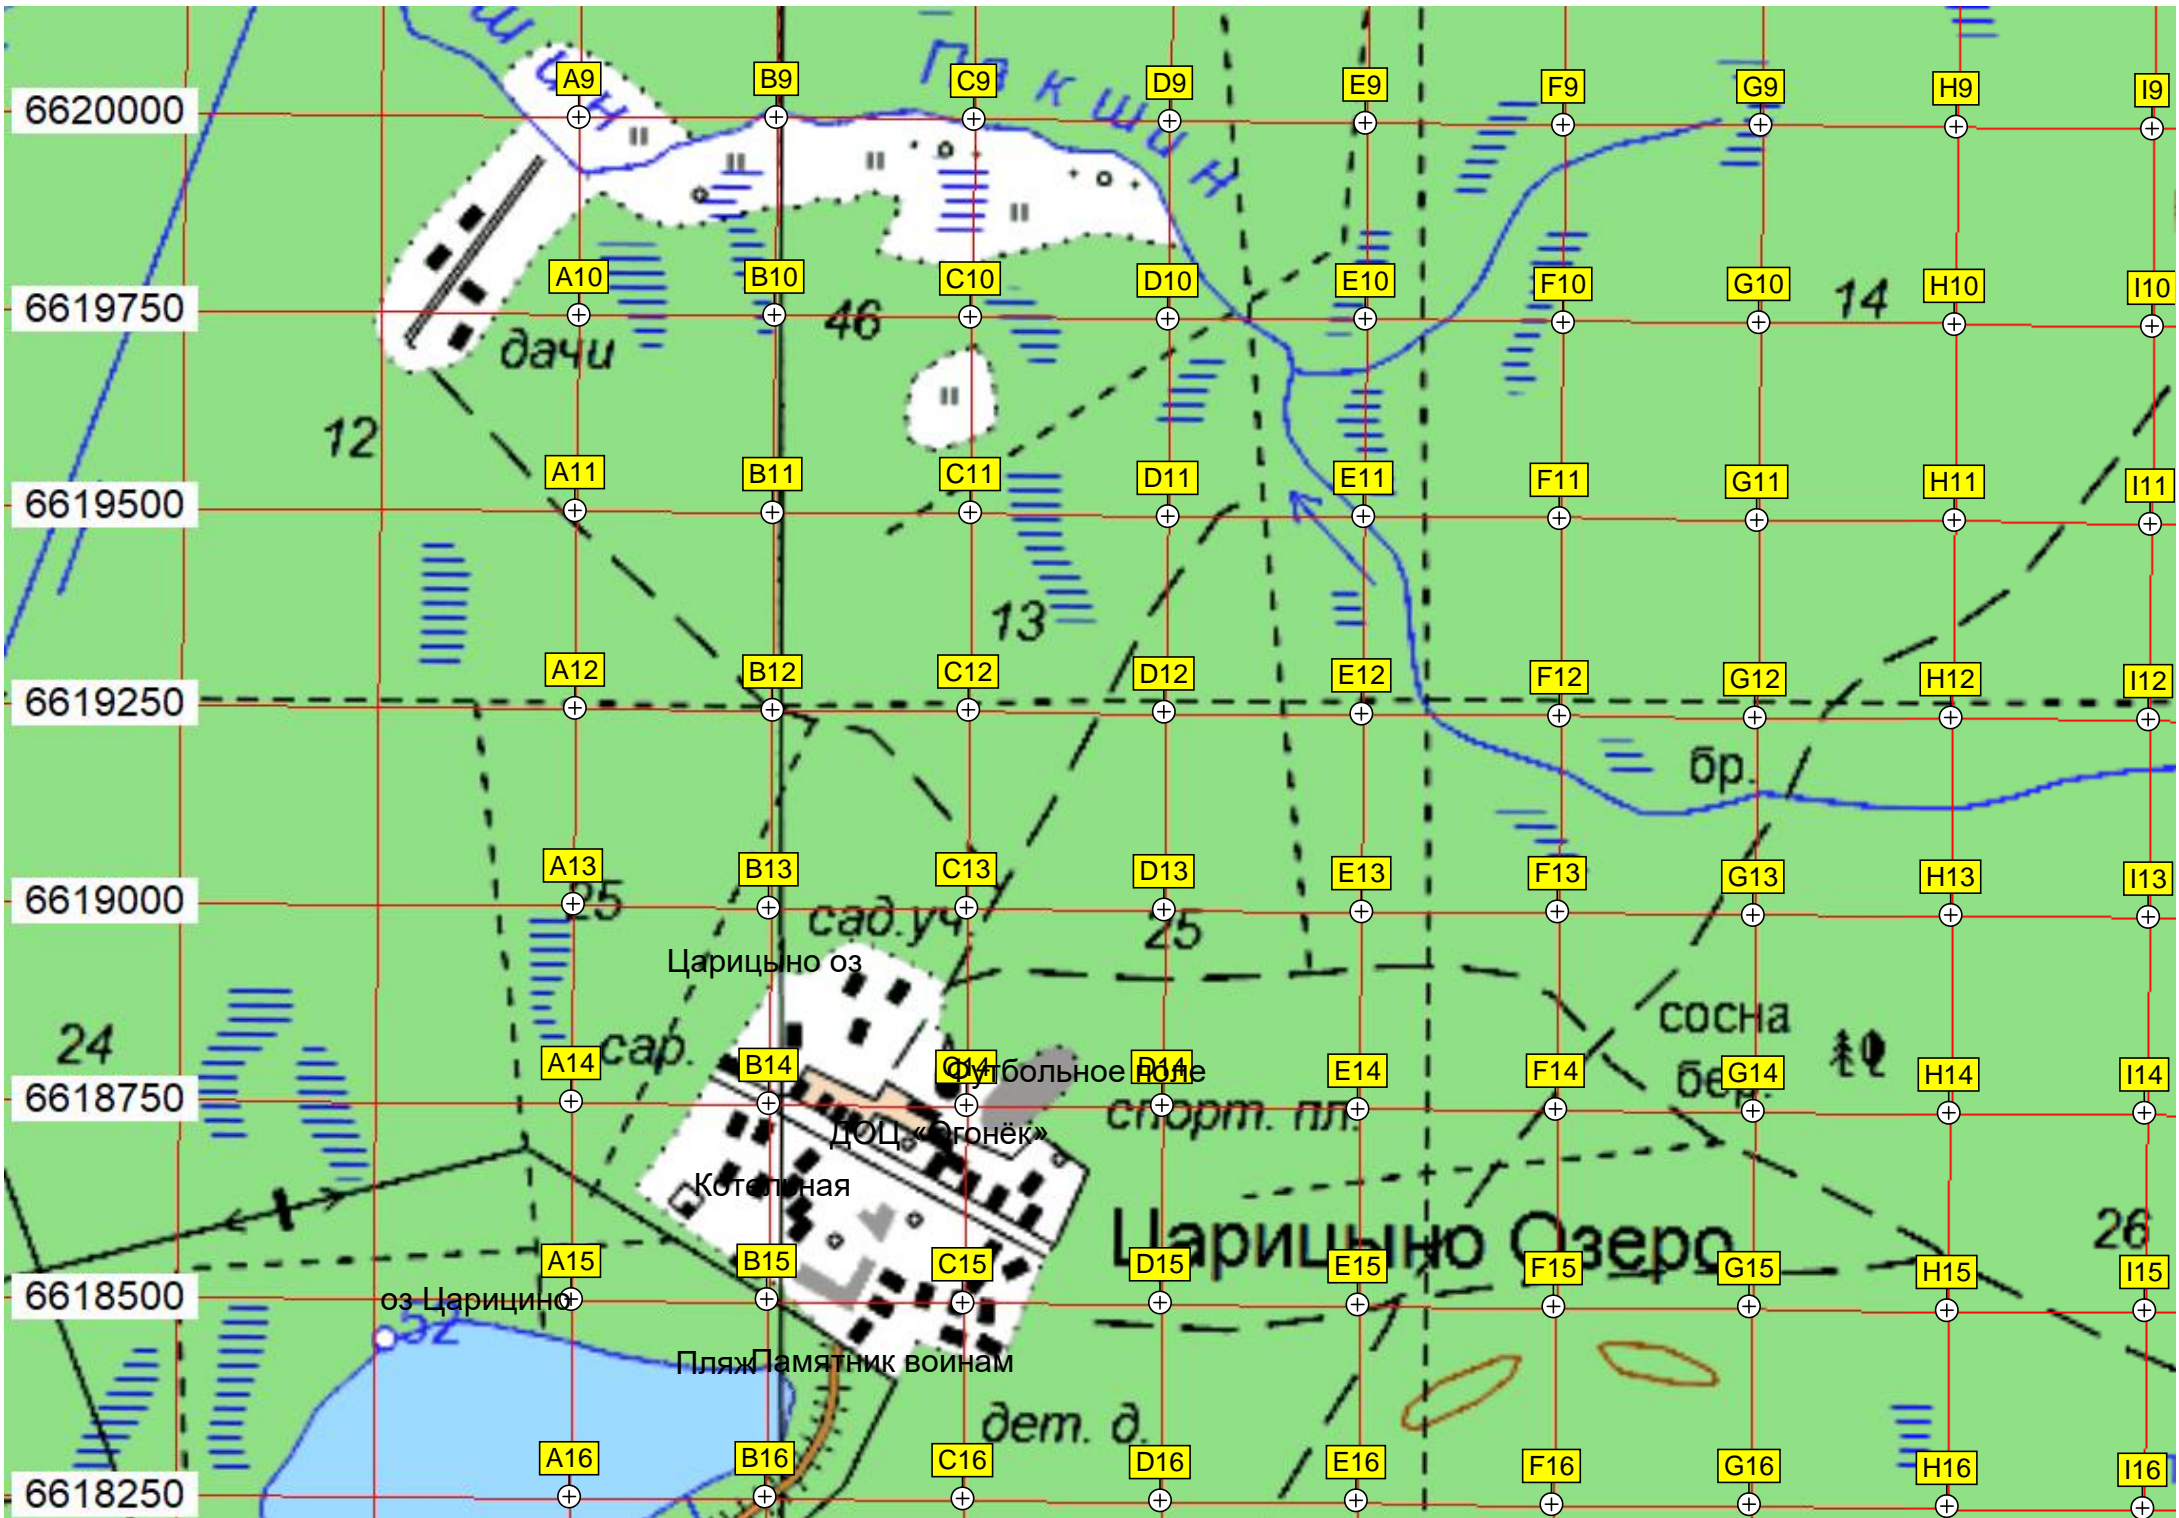 шин
Пакшин
A9 B9 C9 D9 E9 F9 G9 H9 I9
6620000
A10 B10 C10 D10 E10 F10 G10 H10 I10
6619750
46
14
дачи
12
A11 B11 C11 D11 E11 F11 G11 H11 I11
6619500
13
A12 B12 C12 D12 E12 F12 G12 H12 I12
6619250
бр.
A13 B13 C13 D13 E13 F13 G13 H13 I13
6619000
25
сад.уч.
25
Царицыно оз
сосна
24
сар.
A14 B14 C14 D14 E14 F14 G14 H14 I14
Футбольное поле
бер.
6618750
спорт. пл.
ДОЦ «Огонёк»
Котельная
Царицыно Озеро
26
A15 B15 C15 D15 E15 F15 G15 H15 I15
6618500
оз Царицино
52
Пляж
Памятник воинам
дет. д.
A16 B16 C16 D16 E16 F16 G16 H16 I16
6618250